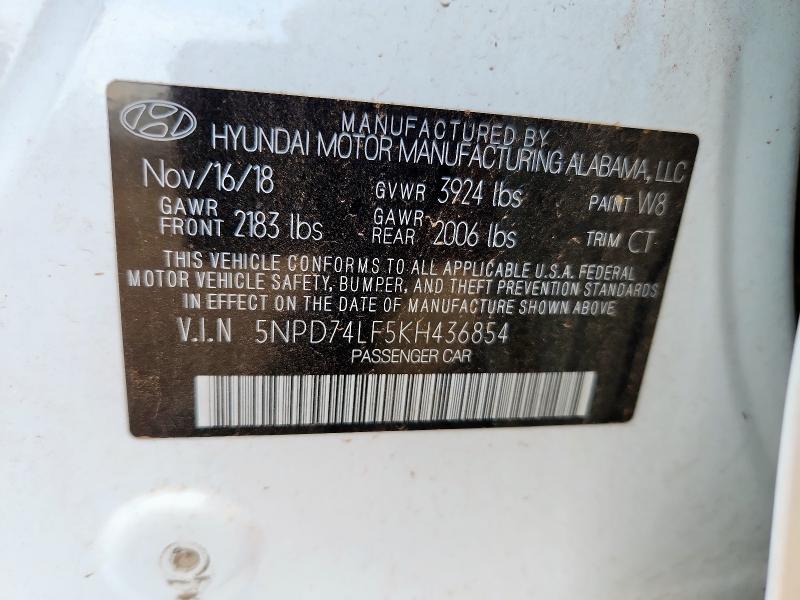 MANUFACTURED BY
HYUNDAI MOTOR MANUFACTURING ALABAMA, LLC
Nov/16/18 GVWR 3924 lbs PAINT W8
GAWR FRONT 2183 lbs GAWR REAR 2006 lbs TRIM CT
THIS VEHICLE CONFORMS TO ALL APPLICABLE U.S.A. FEDERAL
MOTOR VEHICLE SAFETY, BUMPER, AND THEFT PREVENTION STANDARDS
IN EFFECT ON THE DATE OF MANUFACTURE SHOWN ABOVE.
V.I.N 5NPD74LF5KH436854
PASSENGER CAR